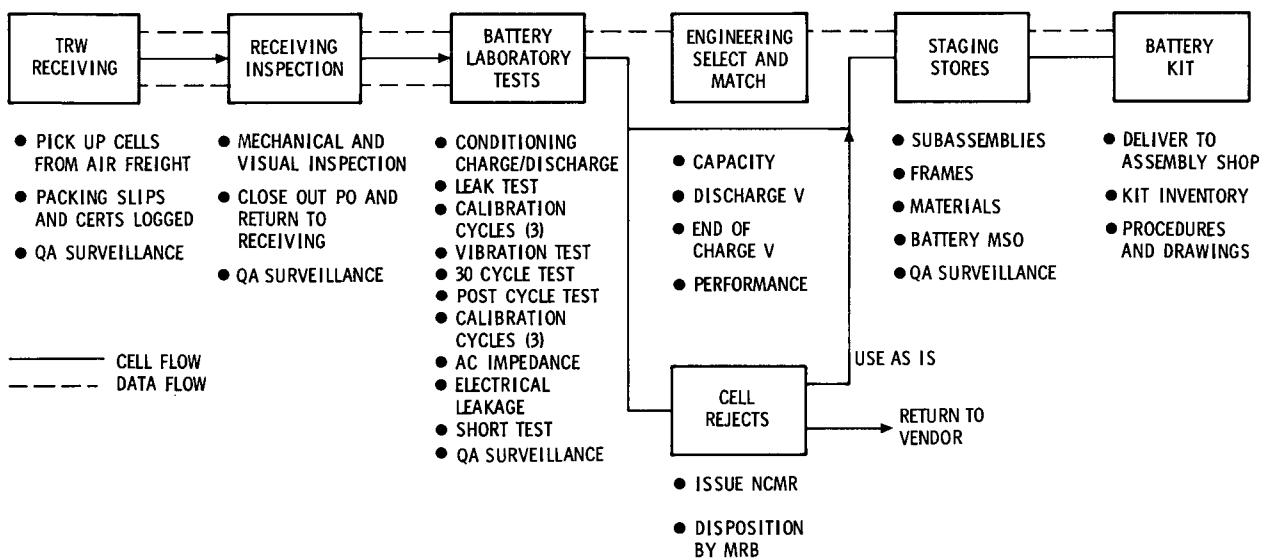 TRW
RECEIVING
RECEIVING
INSPECTION
BATTERY
LABORATORY
TESTS
ENGINEERING
SELECT AND
MATCH
STAGING
STORES
BATTERY
KIT
● PICK UP CELLS
FROM AIR FREIGHT
● PACKING SLIPS
AND CERTS LOGGED
● QA SURVEILLANCE
● MECHANICAL AND
VISUAL INSPECTION
● CLOSE OUT PO AND
RETURN TO
RECEIVING
● QA SURVEILLANCE
● CONDITIONING
CHARGE/DISCHARGE
● LEAK TEST
● CALIBRATION
CYCLES (3)
● VIBRATION TEST
● 30 CYCLE TEST
● POST CYCLE TEST
● CALIBRATION
CYCLES (3)
● AC IMPEDANCE
● ELECTRICAL
LEAKAGE
● SHORT TEST
● QA SURVEILLANCE
● CAPACITY
● DISCHARGE V
● END OF
CHARGE V
● PERFORMANCE
● SUBASSEMBLIES
● FRAMES
● MATERIALS
● BATTERY MSO
● QA SURVEILLANCE
● DELIVER TO
ASSEMBLY SHOP
● KIT INVENTORY
● PROCEDURES
AND DRAWINGS
CELL FLOW
DATA FLOW
CELL
REJECTS
USE AS IS
RETURN TO
VENDOR
● ISSUE NCMR
● DISPOSITION
BY MRB